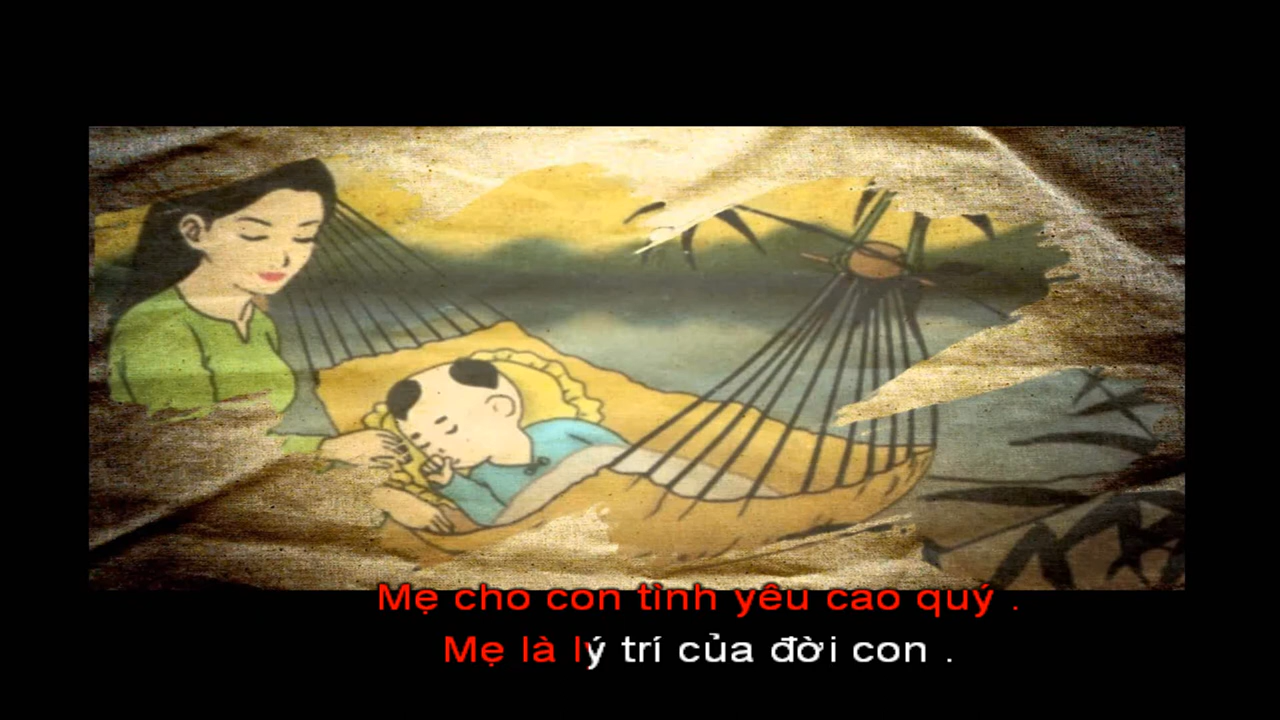 Mẹ cho con tình yêu cao quý .
Mẹ là lý trí của đời con .